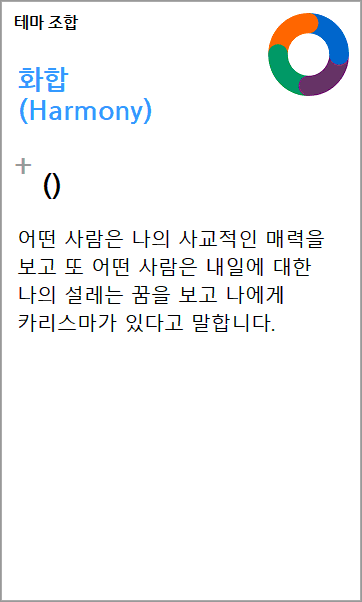 테마 조합
화합
(Harmony)
+
()
어떤 사람은 나의 사교적인 매력을
보고 또 어떤 사람은 내일에 대한
나의 설레는 꿈을 보고 나에게
카리스마가 있다고 말합니다.